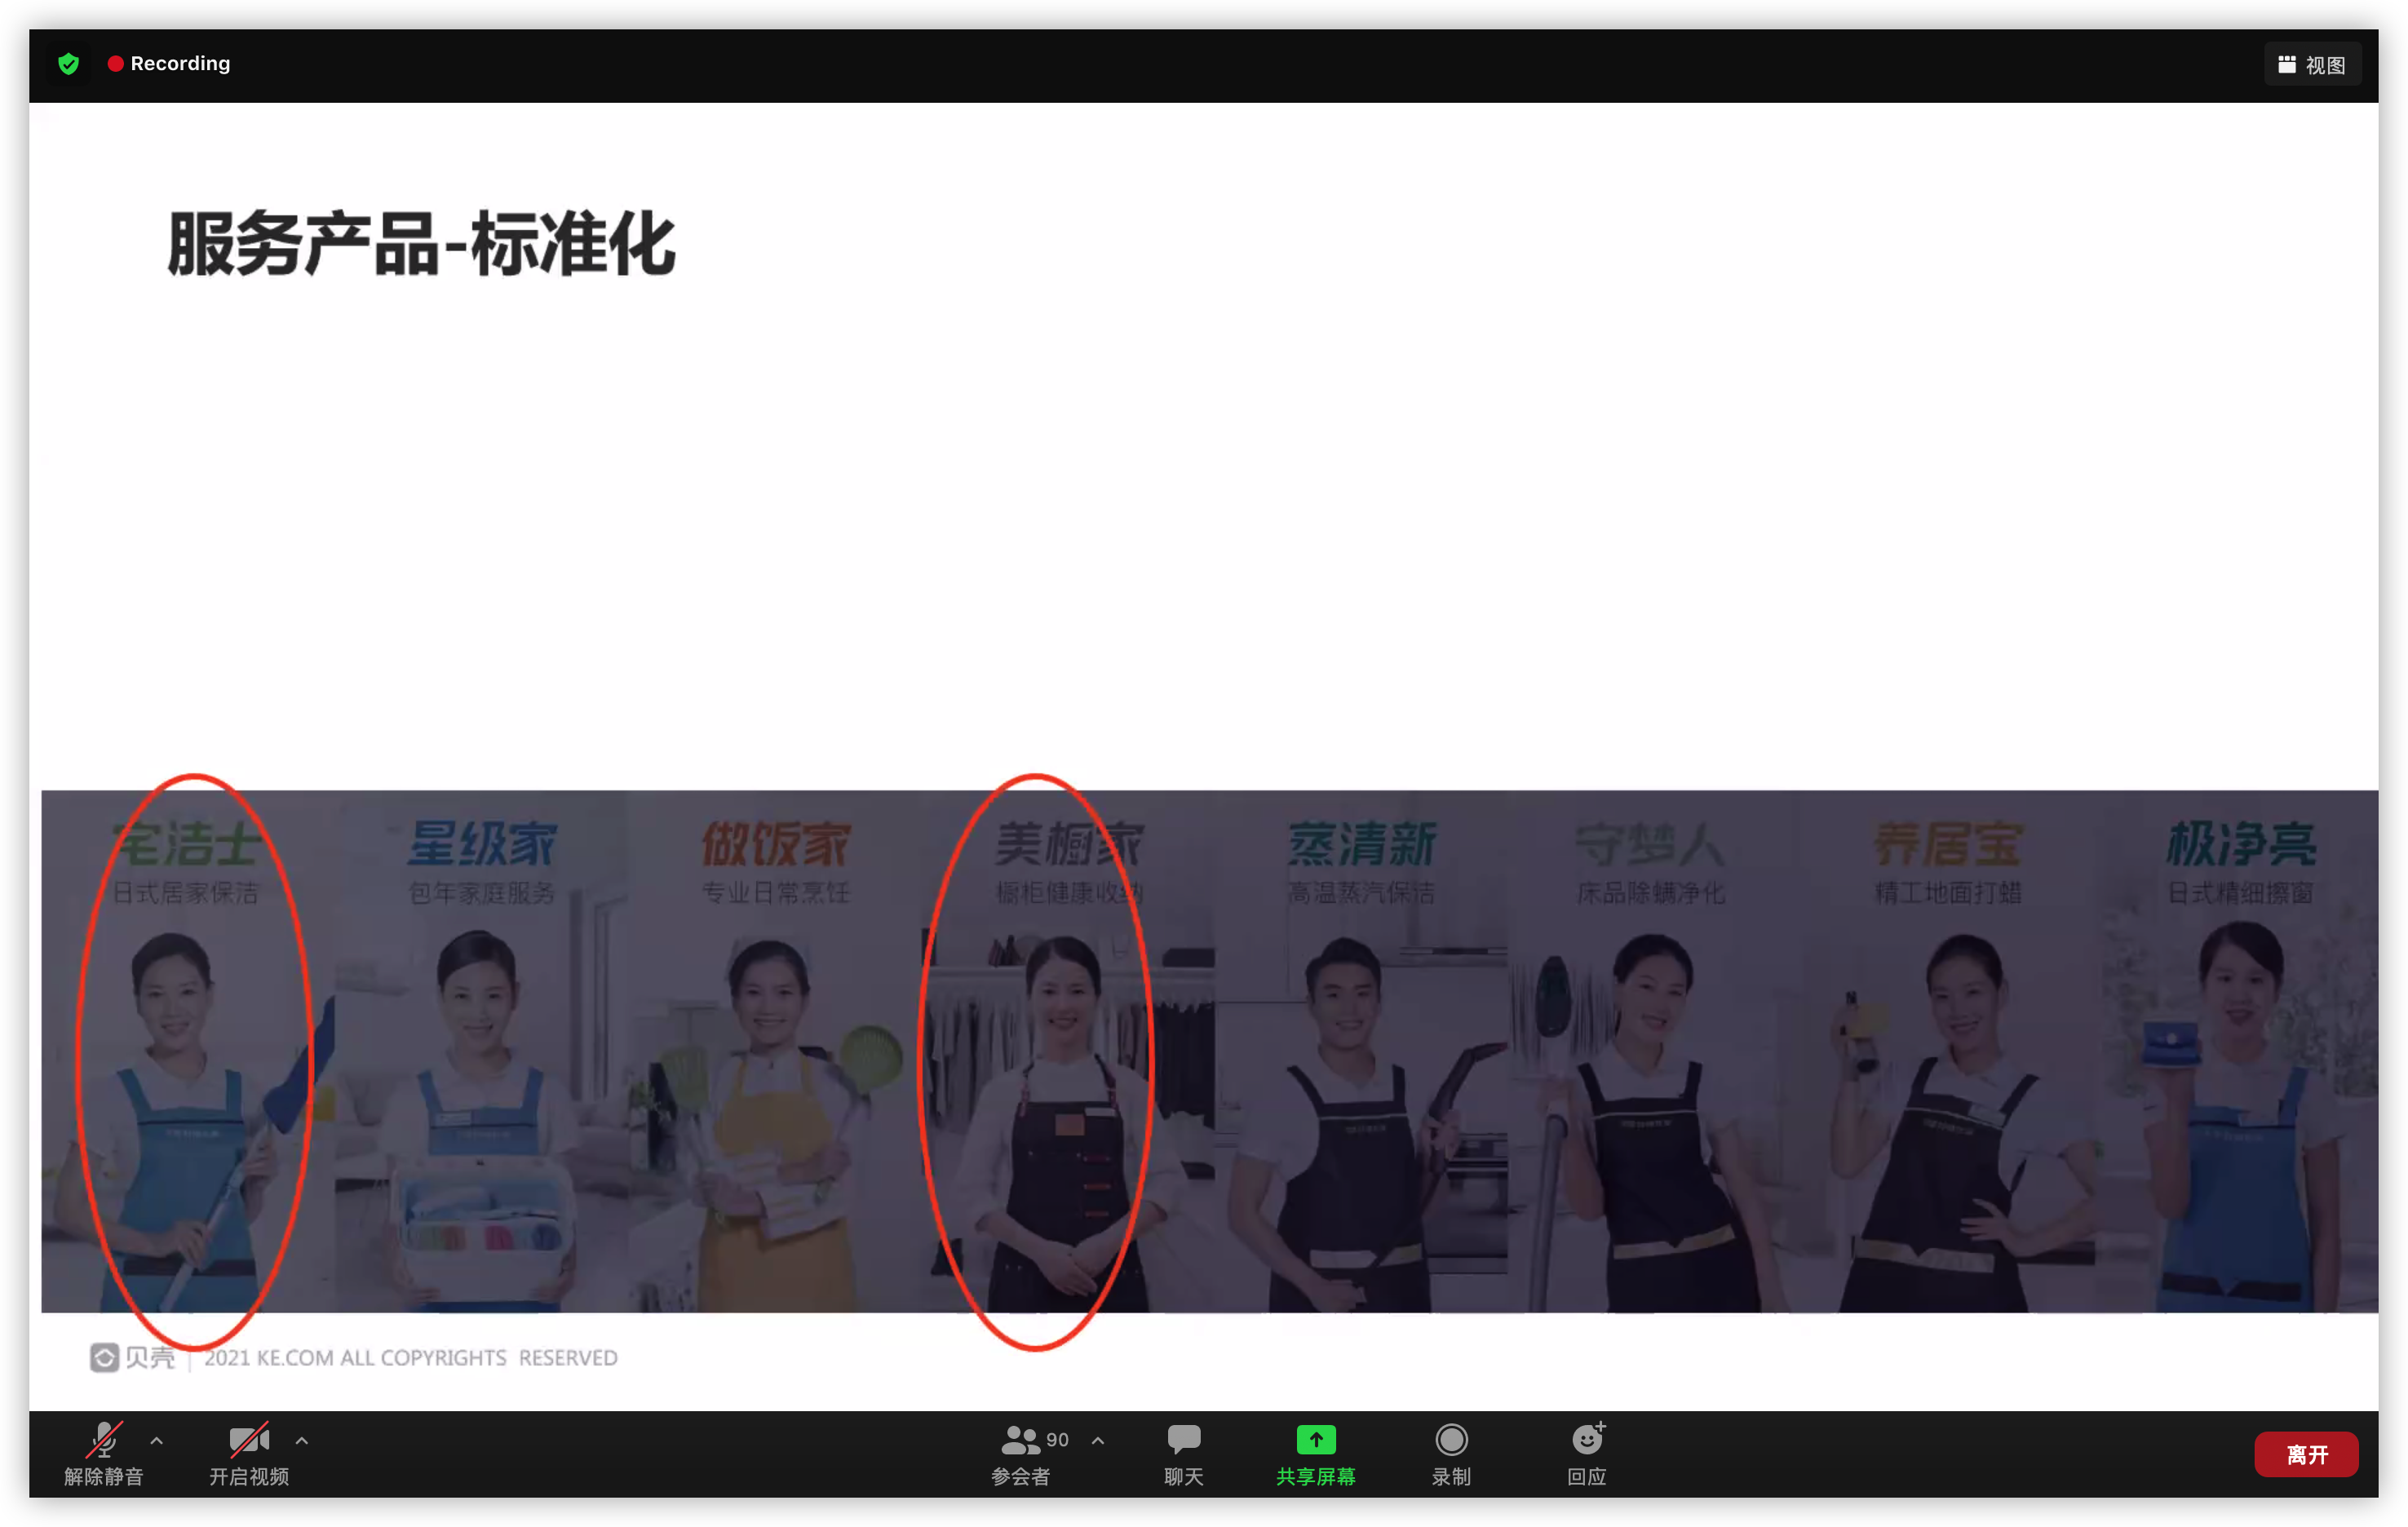 Recording
视图
服务产品-标准化
宅洁士 星级家 做饭家 美橱家 蒸清新 守梦人 养居宝 极净亮
日式居家保洁 包年家庭服务 专业日常烹饪 橱柜健康收纳 高温蒸汽保洁 床品除螨净化 精工地面打蜡 日式精细擦窗
贝壳 | 2021 KE.COM ALL COPYRIGHTS RESERVED
90
解除静音 开启视频 参会者 聊天 共享屏幕 录制 回应 离开